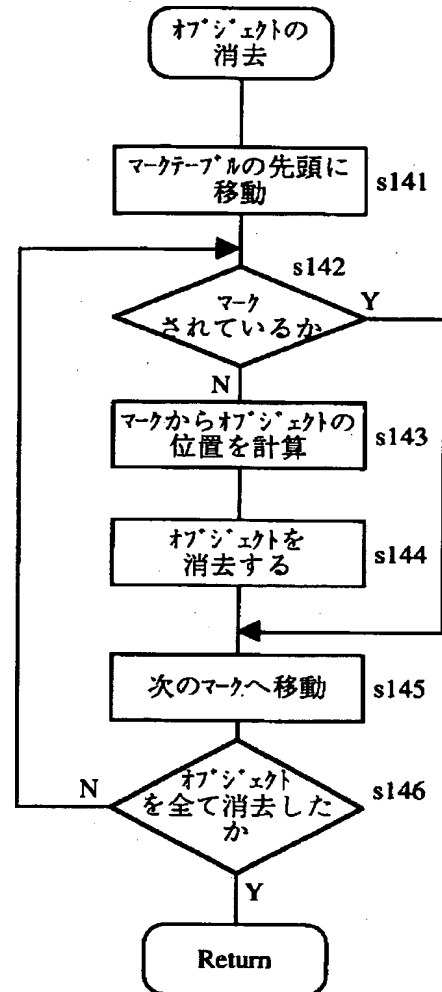 オブジェクトの
消去
マークテーブルの先頭に
移動
s141
s142
マーク
されているか
Y
N
マークからオブジェクトの
位置を計算
s143
オブジェクトを
消去する
s144
次のマークへ移動
s145
オブジェクト
を全て消去した
か
s146
N
Y
Return